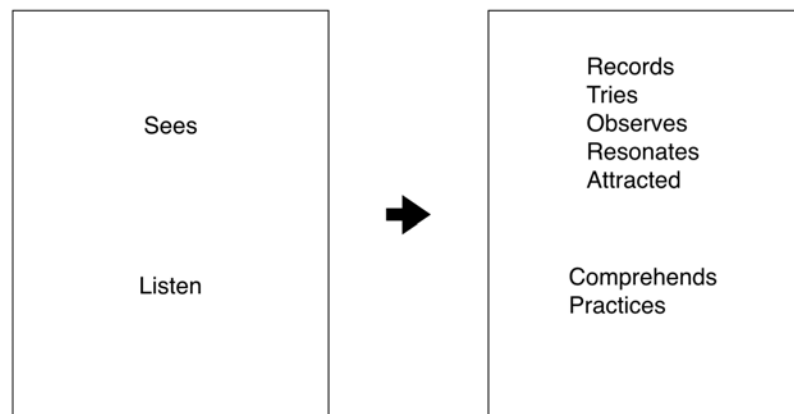 Sees
Listen
Records
Tries
Observes
Resonates
Attracted
Comprehends
Practices